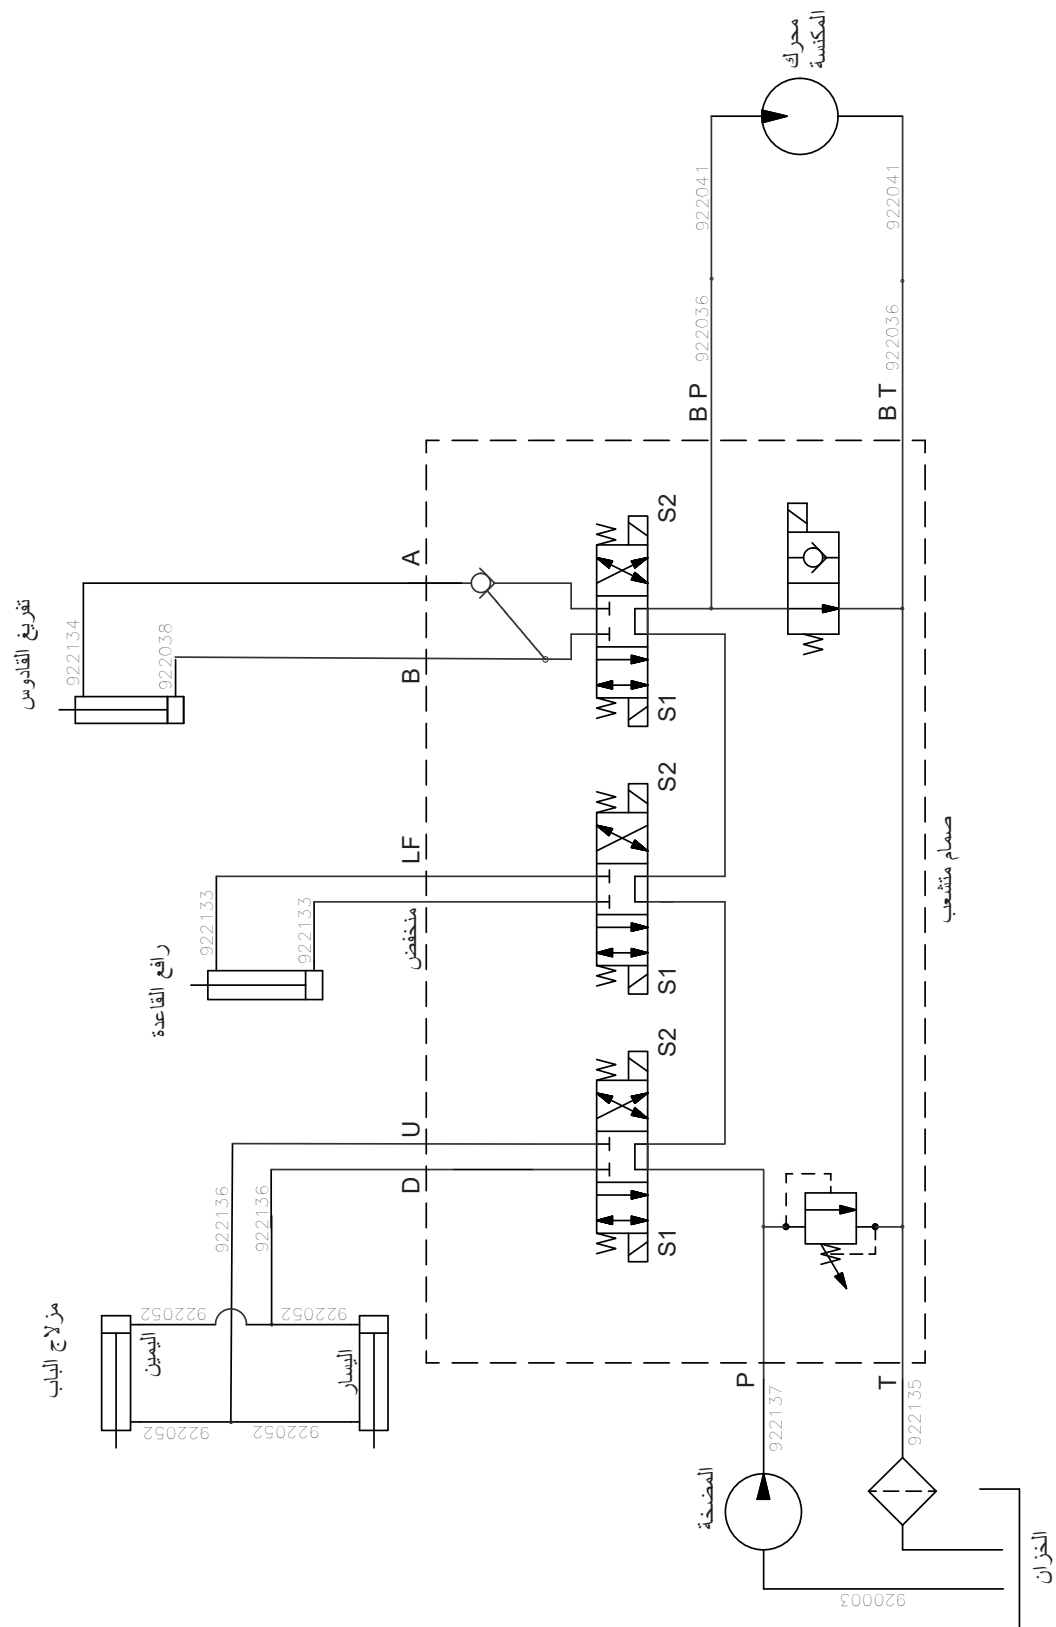 محرك
المكنسة
922041
922041
922036
922036
B P
B T
تفريغ القادوس
922134
922038
A
B
S2
S1
رافع القاعدة
922133
922133
LF
منخفض
S2
S1
صمام متشعب
مزلاج الباب
اليمين
اليسار
922052
922052
922052
922052
922136
922136
U
D
S2
S1
المضخة
P
922137
T
922135
920003
الخزان